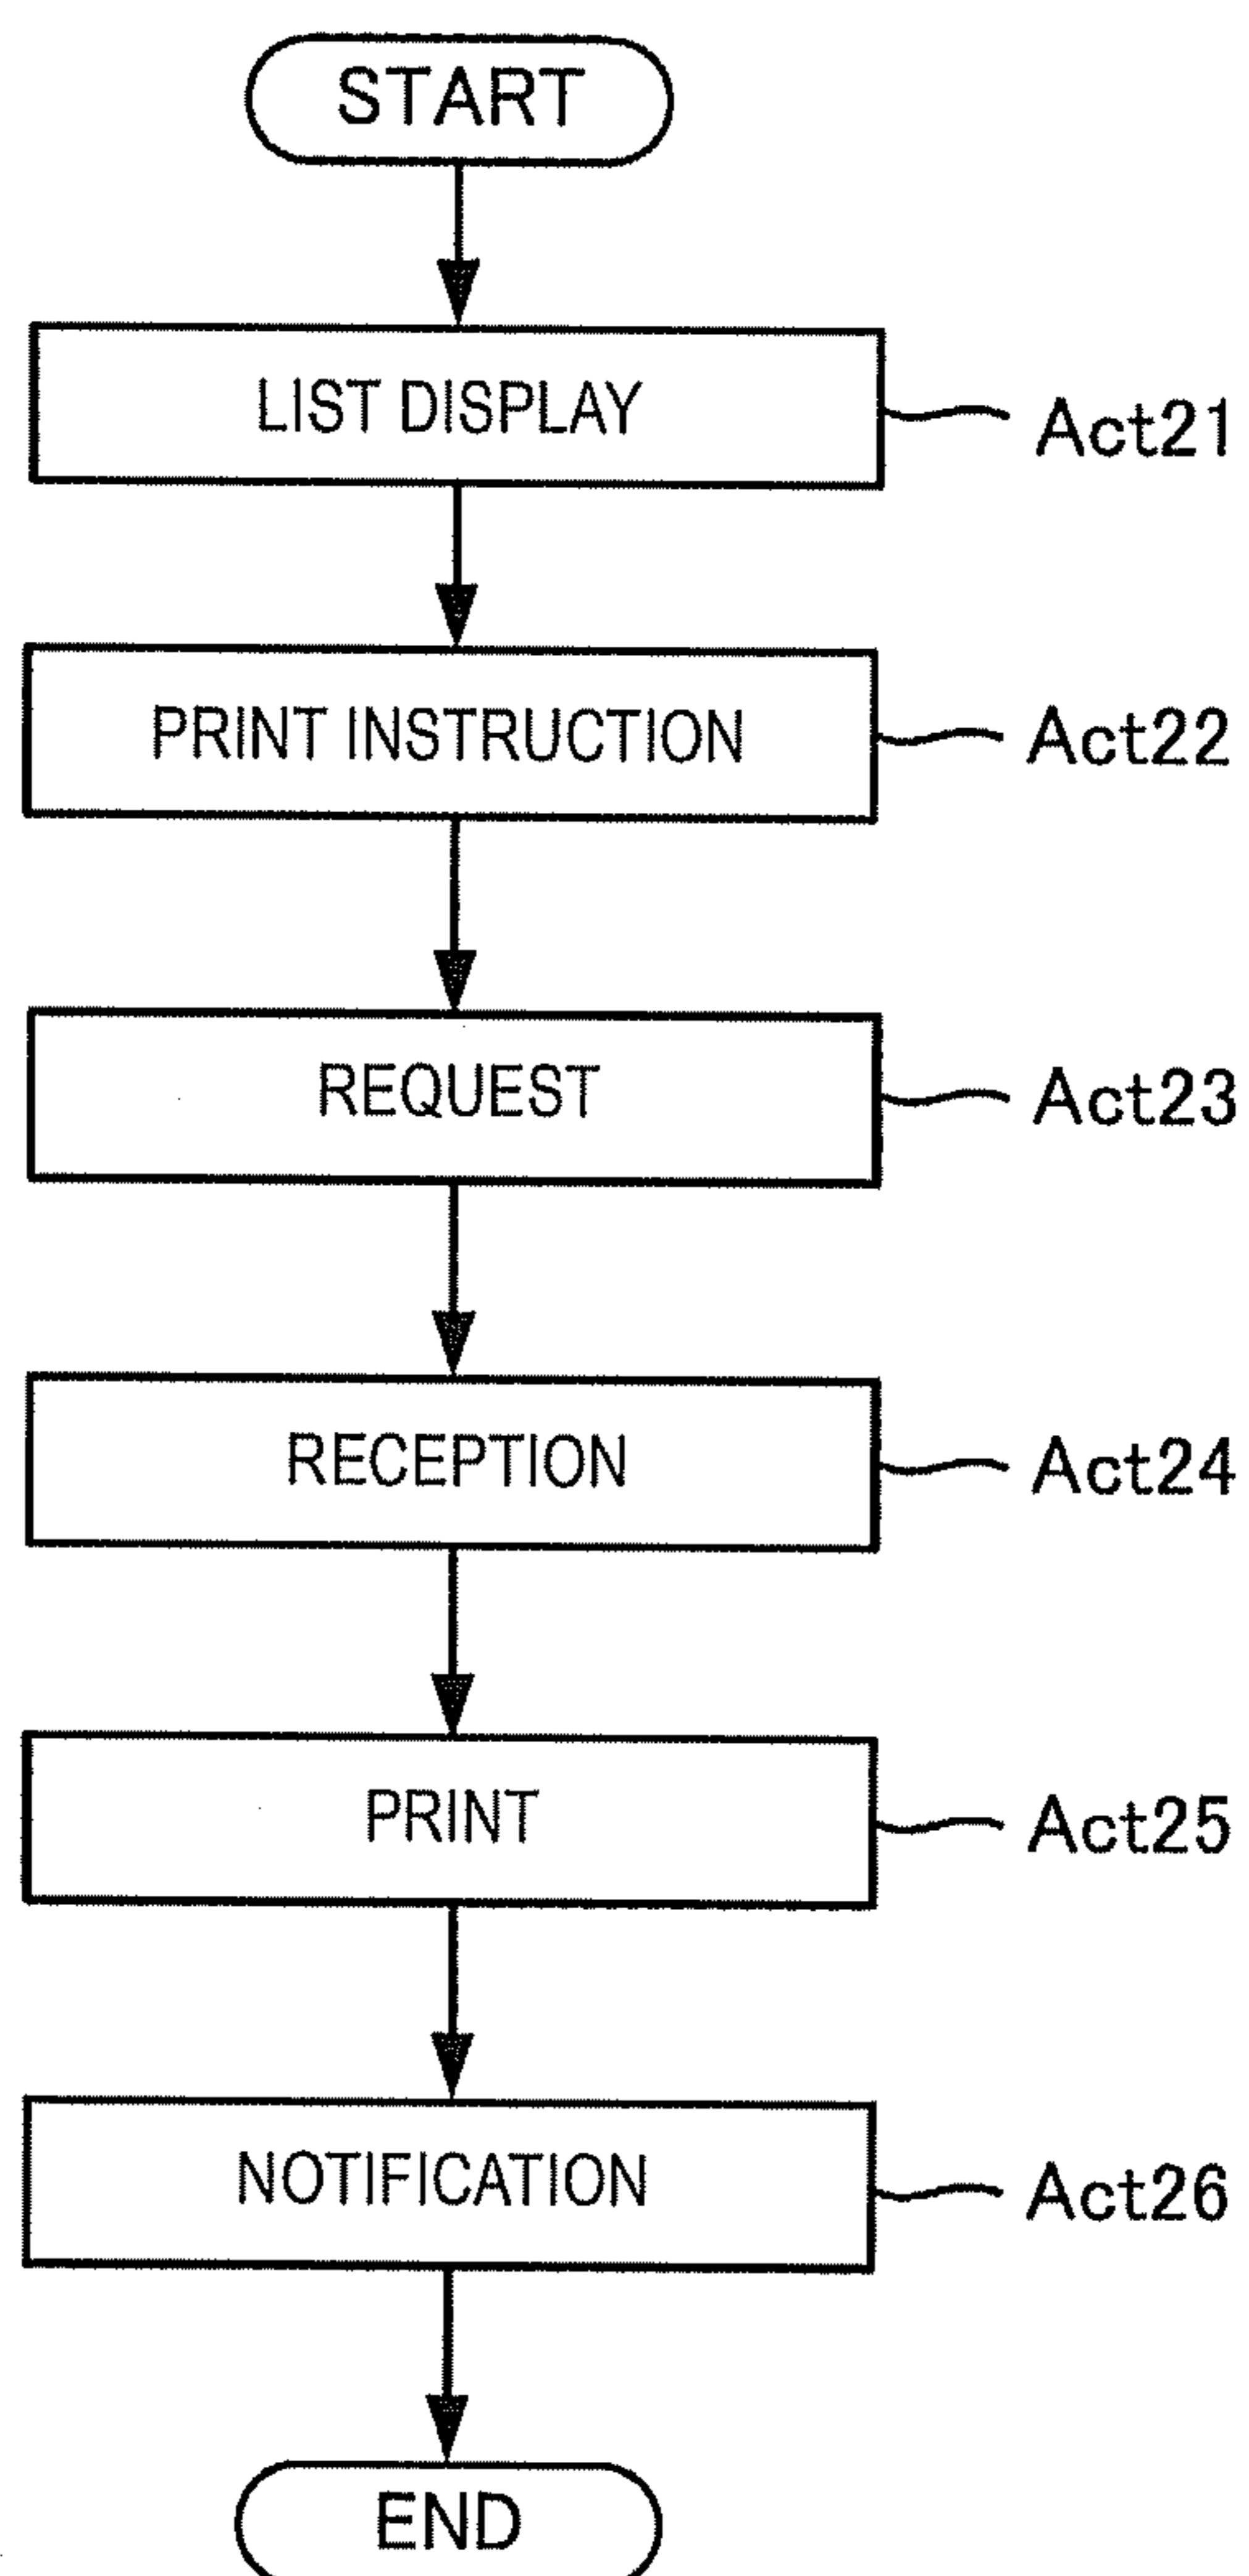 START
LIST DISPLAY
Act21
PRINT INSTRUCTION
Act22
REQUEST
Act23
RECEPTION
Act24
PRINT
Act25
NOTIFICATION
Act26
END